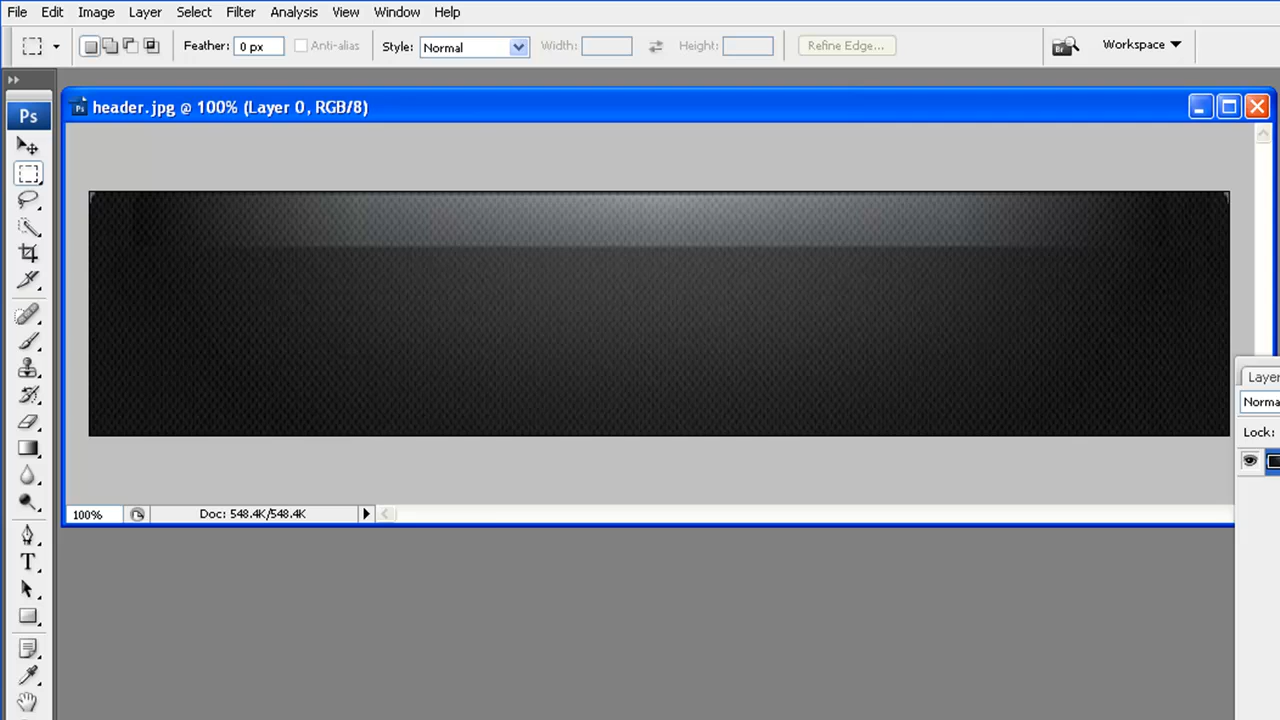 File Edit Image Layer Select Filter Analysis View Window Help
Feather: 0 px Anti-alias Style: Normal Width: Height: Refine Edge... Br Workspace
Ps
Ps header.jpg @ 100% (Layer 0, RGB/8)
Layer
Norma
Lock:
100% Doc: 548.4K/548.4K
T